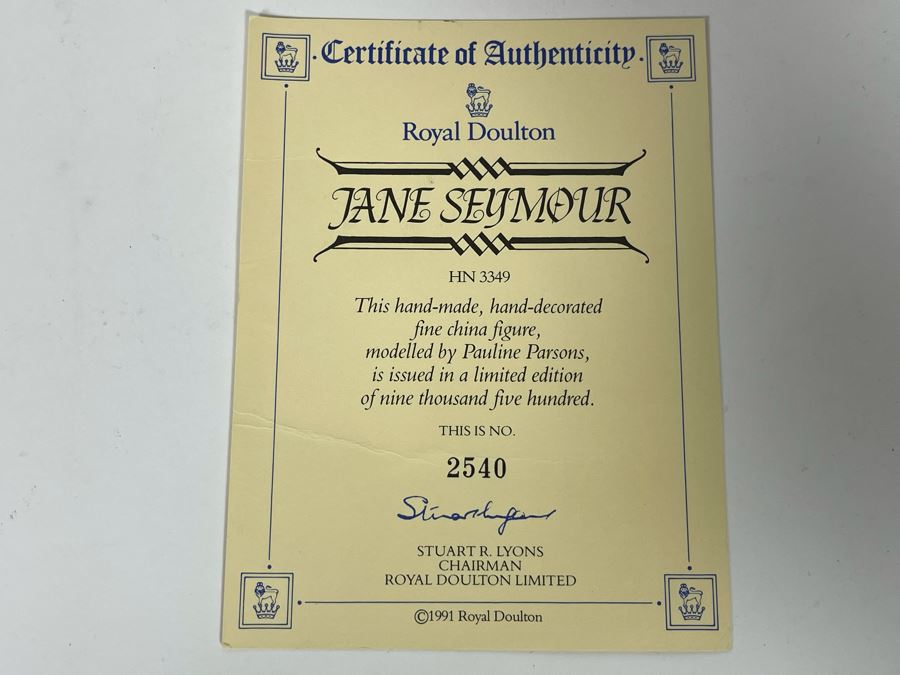 Certificate of Authenticity
Royal Doulton
JANE SEYMOUR
HN 3349
This hand-made, hand-decorated
fine china figure,
modelled by Pauline Parsons,
is issued in a limited edition
of nine thousand five hundred.
THIS IS NO.
2540
Stuart Lyons
STUART R. LYONS
CHAIRMAN
ROYAL DOULTON LIMITED
©1991 Royal Doulton